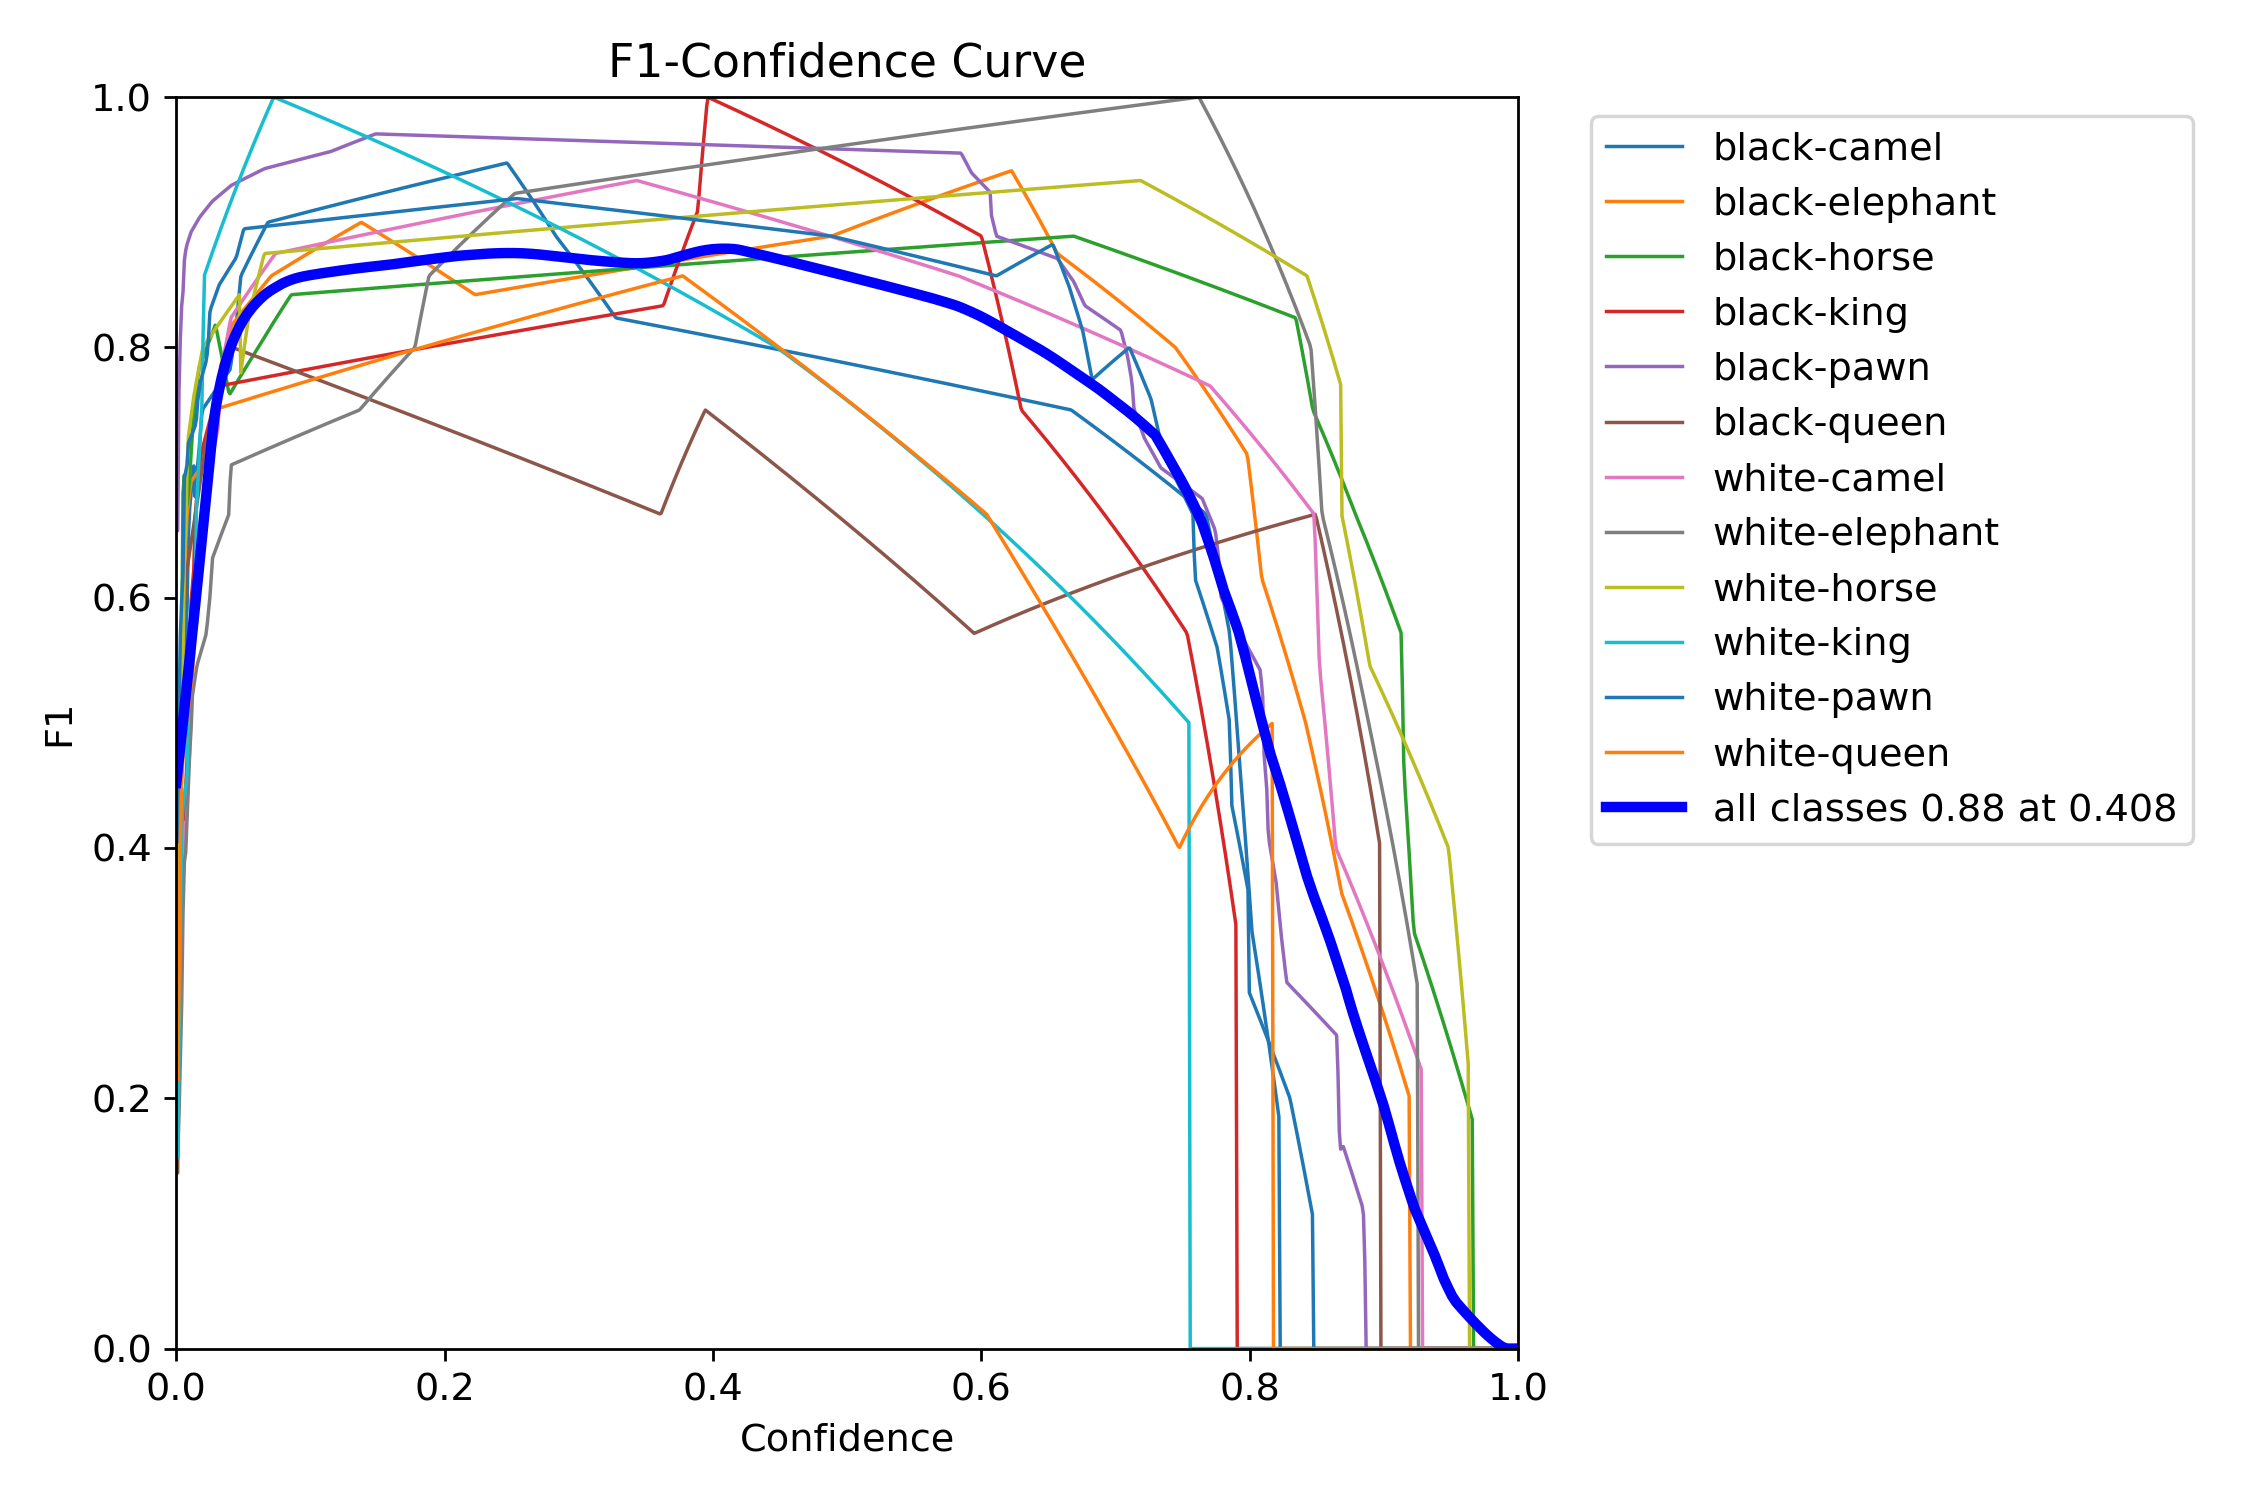 F1-Confidence Curve
1.0
0.8
0.6
0.4
0.2
0.0
F1
0.0 0.2 0.4 0.6 0.8 1.0
Confidence
black-camel
black-elephant
black-horse
black-king
black-pawn
black-queen
white-camel
white-elephant
white-horse
white-king
white-pawn
white-queen
all classes 0.88 at 0.408